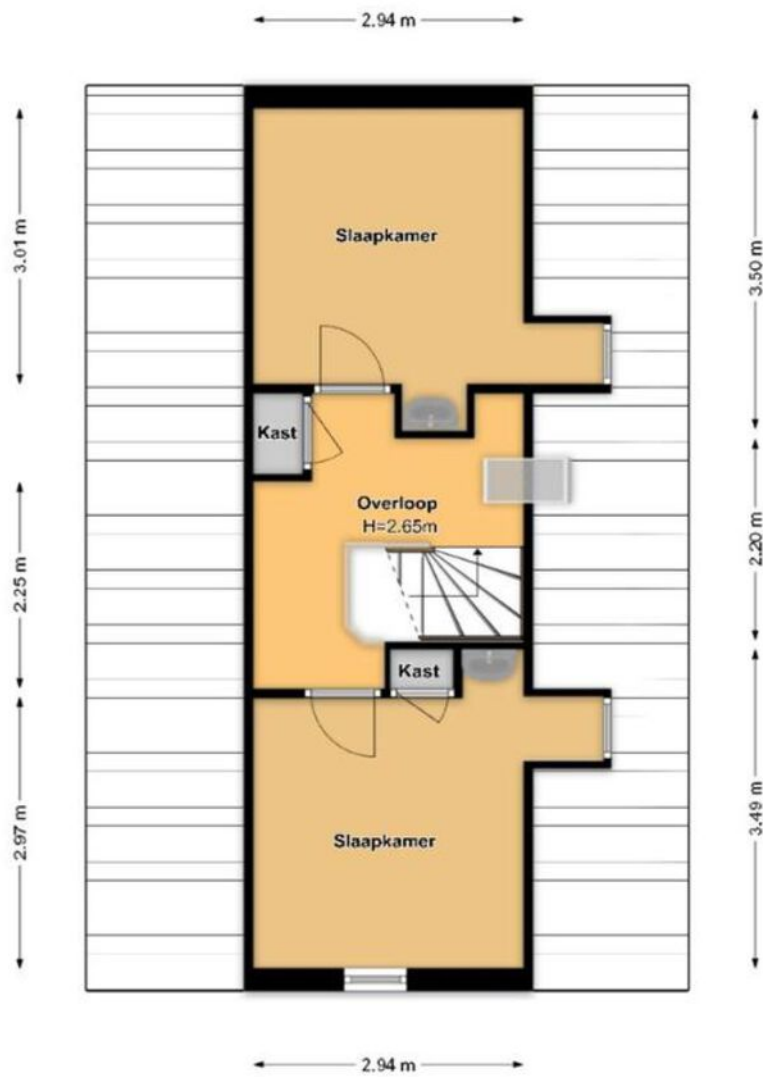 2.94 m
3.01 m
3.50 m
Slaapkamer
Kast
Overloop
H=2.65m
2.25 m
2.20 m
Kast
Slaapkamer
2.97 m
3.49 m
2.94 m